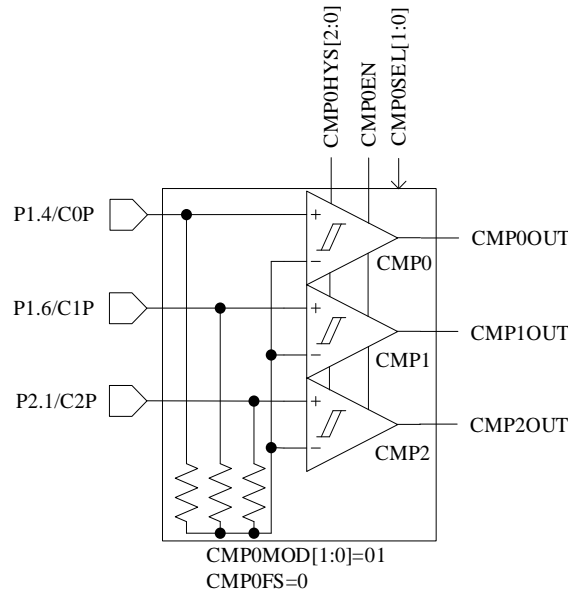 CMP0HYS[2:0]
CMP0EN
CMP0SEL[1:0]
P1.4/C0P
+
−
CMP0
CMP0OUT
P1.6/C1P
+
−
CMP1
CMP1OUT
P2.1/C2P
+
−
CMP2
CMP2OUT
CMP0MOD[1:0]=01
CMP0FS=0